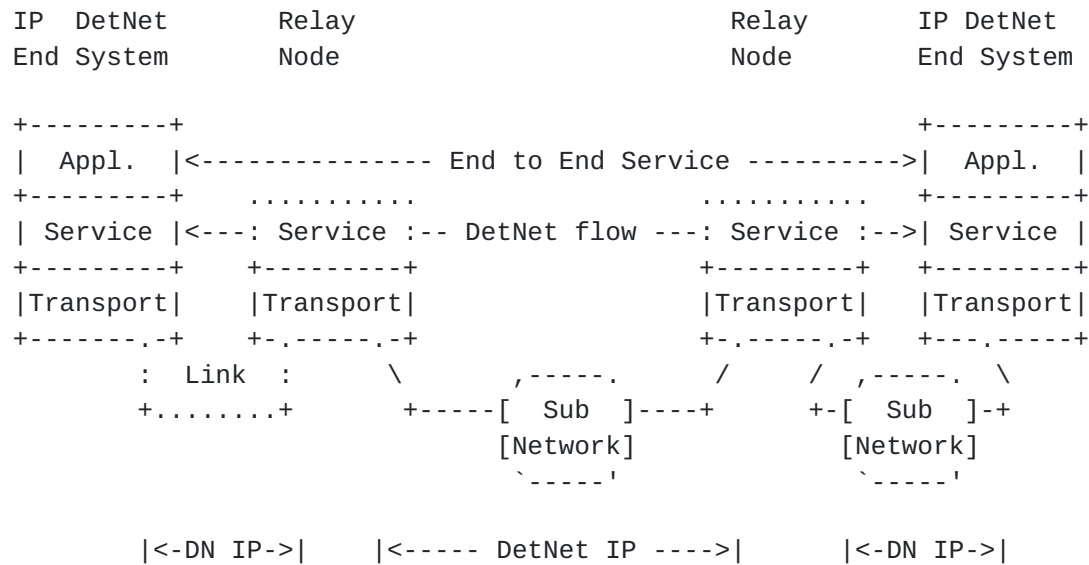 IP  DetNet       Relay                        Relay       IP DetNet
End System       Node                         Node        End System

+---------+                                               +---------+
|  Appl.  |<--------------- End to End Service ---------->|  Appl.  |
+---------+    ...........                  ...........   +---------+
| Service |<---: Service :-- DetNet flow ---: Service :-->| Service |
+---------+    +---------+                  +---------+   +---------+
|Transport|    |Transport|                  |Transport|   |Transport|
+-------.-+    +-.-----.-+                  +-.-----.-+   +---.-----+
        :  Link  :      \       ,-----.      /     /  ,-----.  \
        +........+       +-----[  Sub  ]----+      +-[  Sub  ]-+
                               [Network]             [Network]
                                `-----'               `-----'

        |<-DN IP->|    |<----- DetNet IP ---->|      |<-DN IP->|